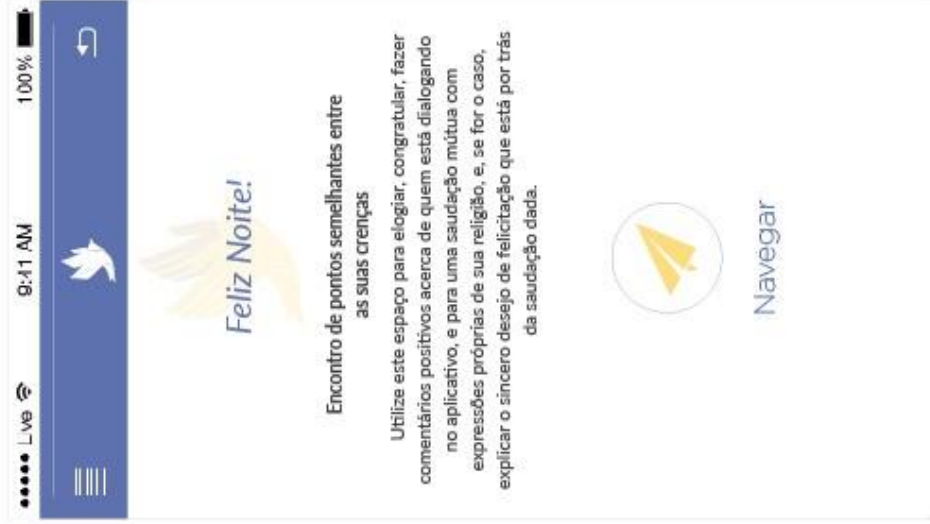 ●●●●● Live 9:41 AM 100%
Feliz Noite!
Encontro de pontos semelhantes entre
as suas crenças
Utilize este espaço para elogiar, congratular, fazer
comentários positivos acerca de quem está dialogando
no aplicativo, e para uma saudação mútua com
expressões próprias de sua religião, e, se for o caso,
explicar o sincero desejo de felicitação que está por trás
da saudação dada.
Navegar